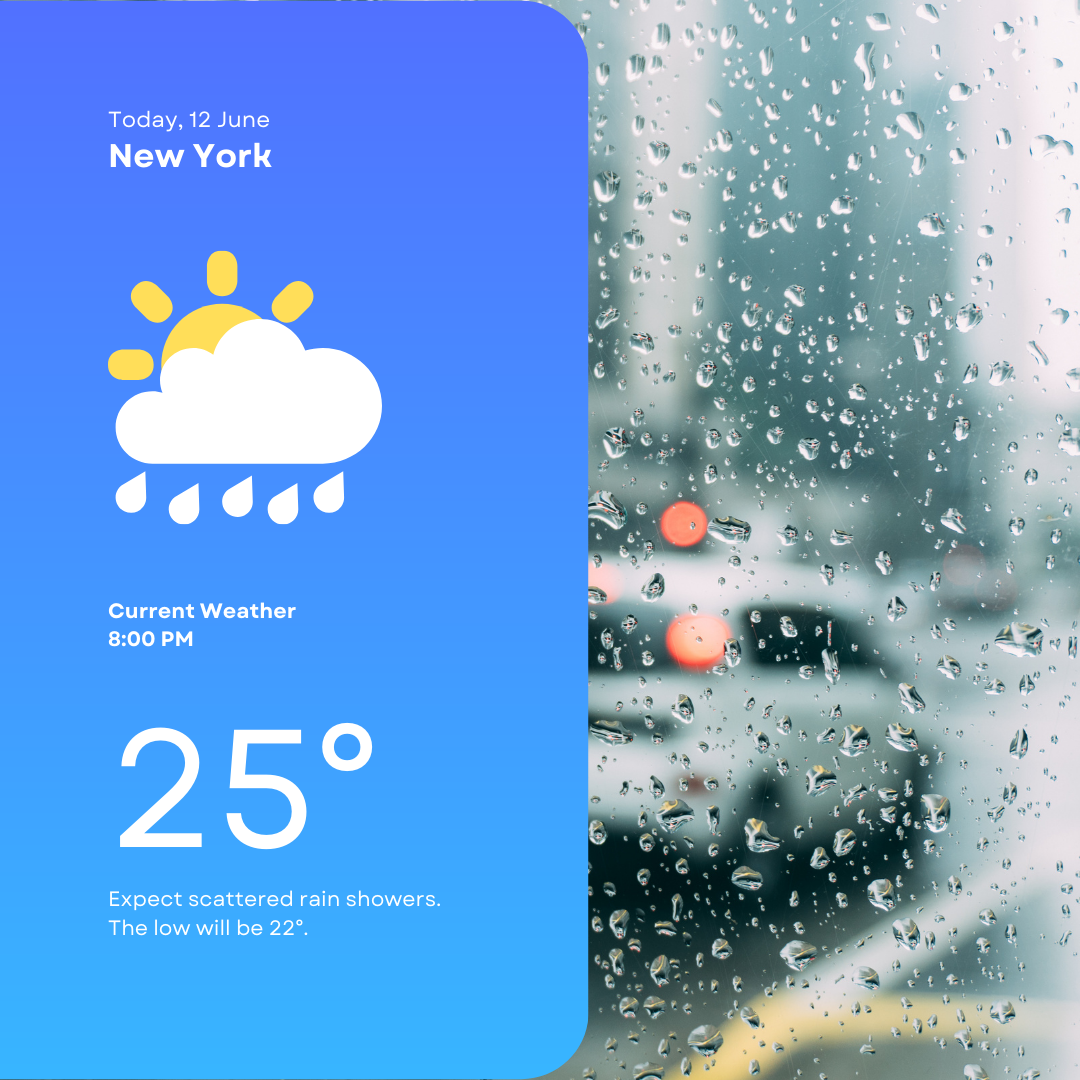 Today, 12 June
New York
Current Weather
8:00 PM
25°
Expect scattered rain showers.
The low will be 22°.